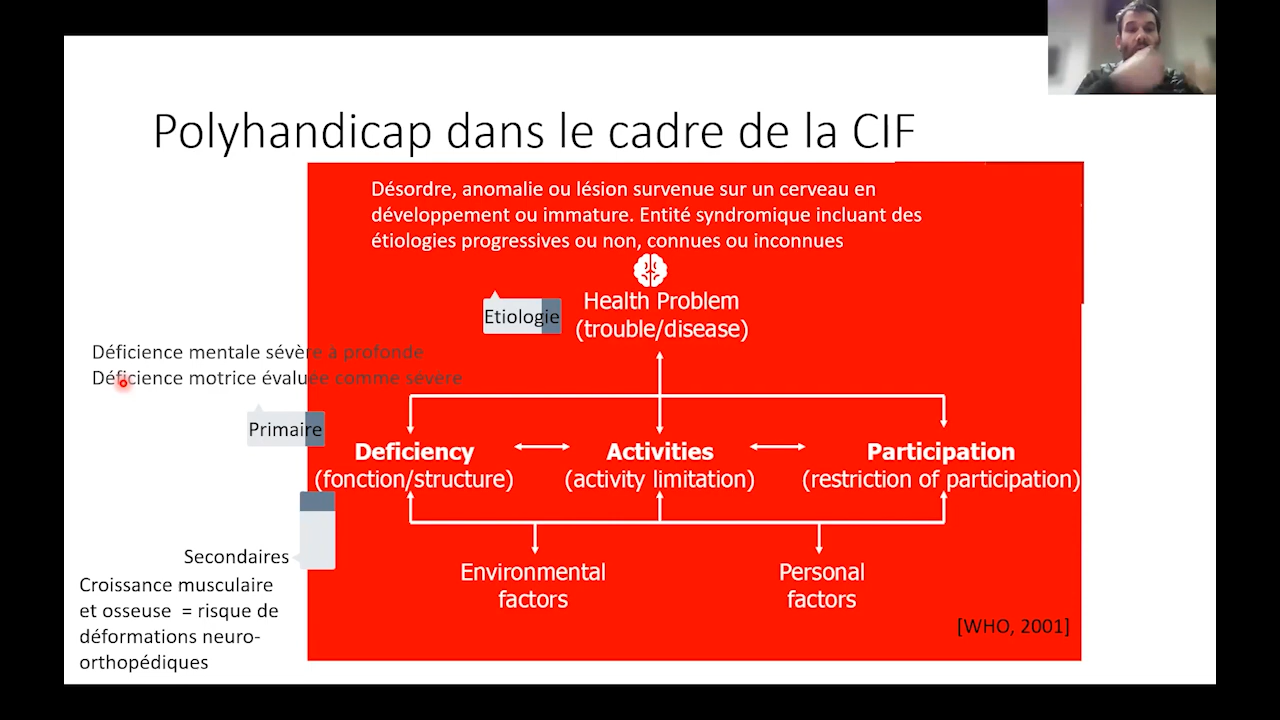 Polyhandicap dans le cadre de la CIF
Désordre, anomalie ou lésion survenue sur un cerveau en
développement ou immature. Entité syndromique incluant des
étiologies progressives ou non, connues ou inconnues
Etiologie
Health Problem
(trouble/disease)
Déficience mentale sévère à profonde
Déficience motrice évaluée comme sévère
Primaire
Deficiency
(fonction/structure)
Activities
(activity limitation)
Participation
(restriction of participation)
Secondaires
Croissance musculaire
et osseuse = risque de
déformations neuro-
orthopédiques
Environmental
factors
Personal
factors
[WHO, 2001]